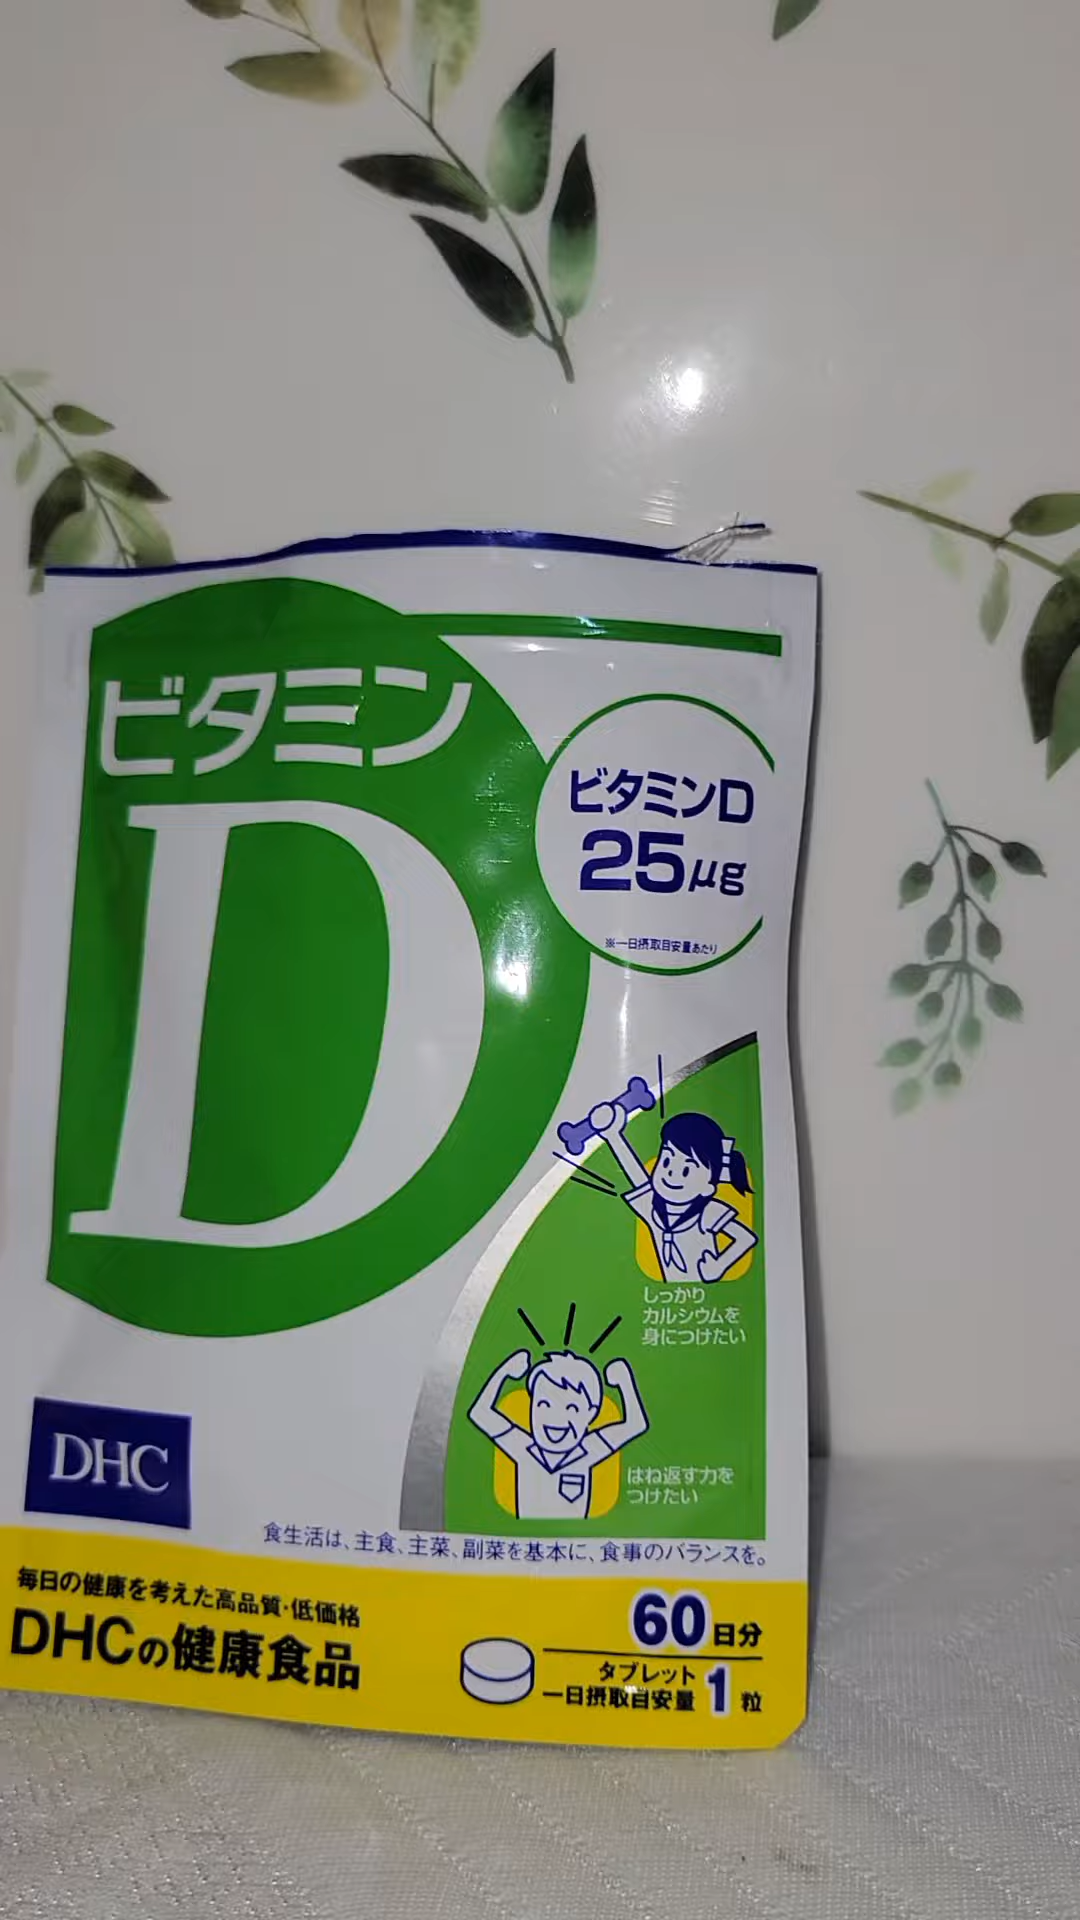 ビタミン
D
ビタミンD
25μg
※一日摂取目安量あたり
しっかり
カルシウムを
身につけたい
はね返す力を
つけたい
DHC
食生活は、主食、主菜、副菜を基本に、食事のバランスを。
毎日の健康を考えた高品質・低価格
DHCの健康食品
60日分
タブレット
一日摂取目安量 1粒